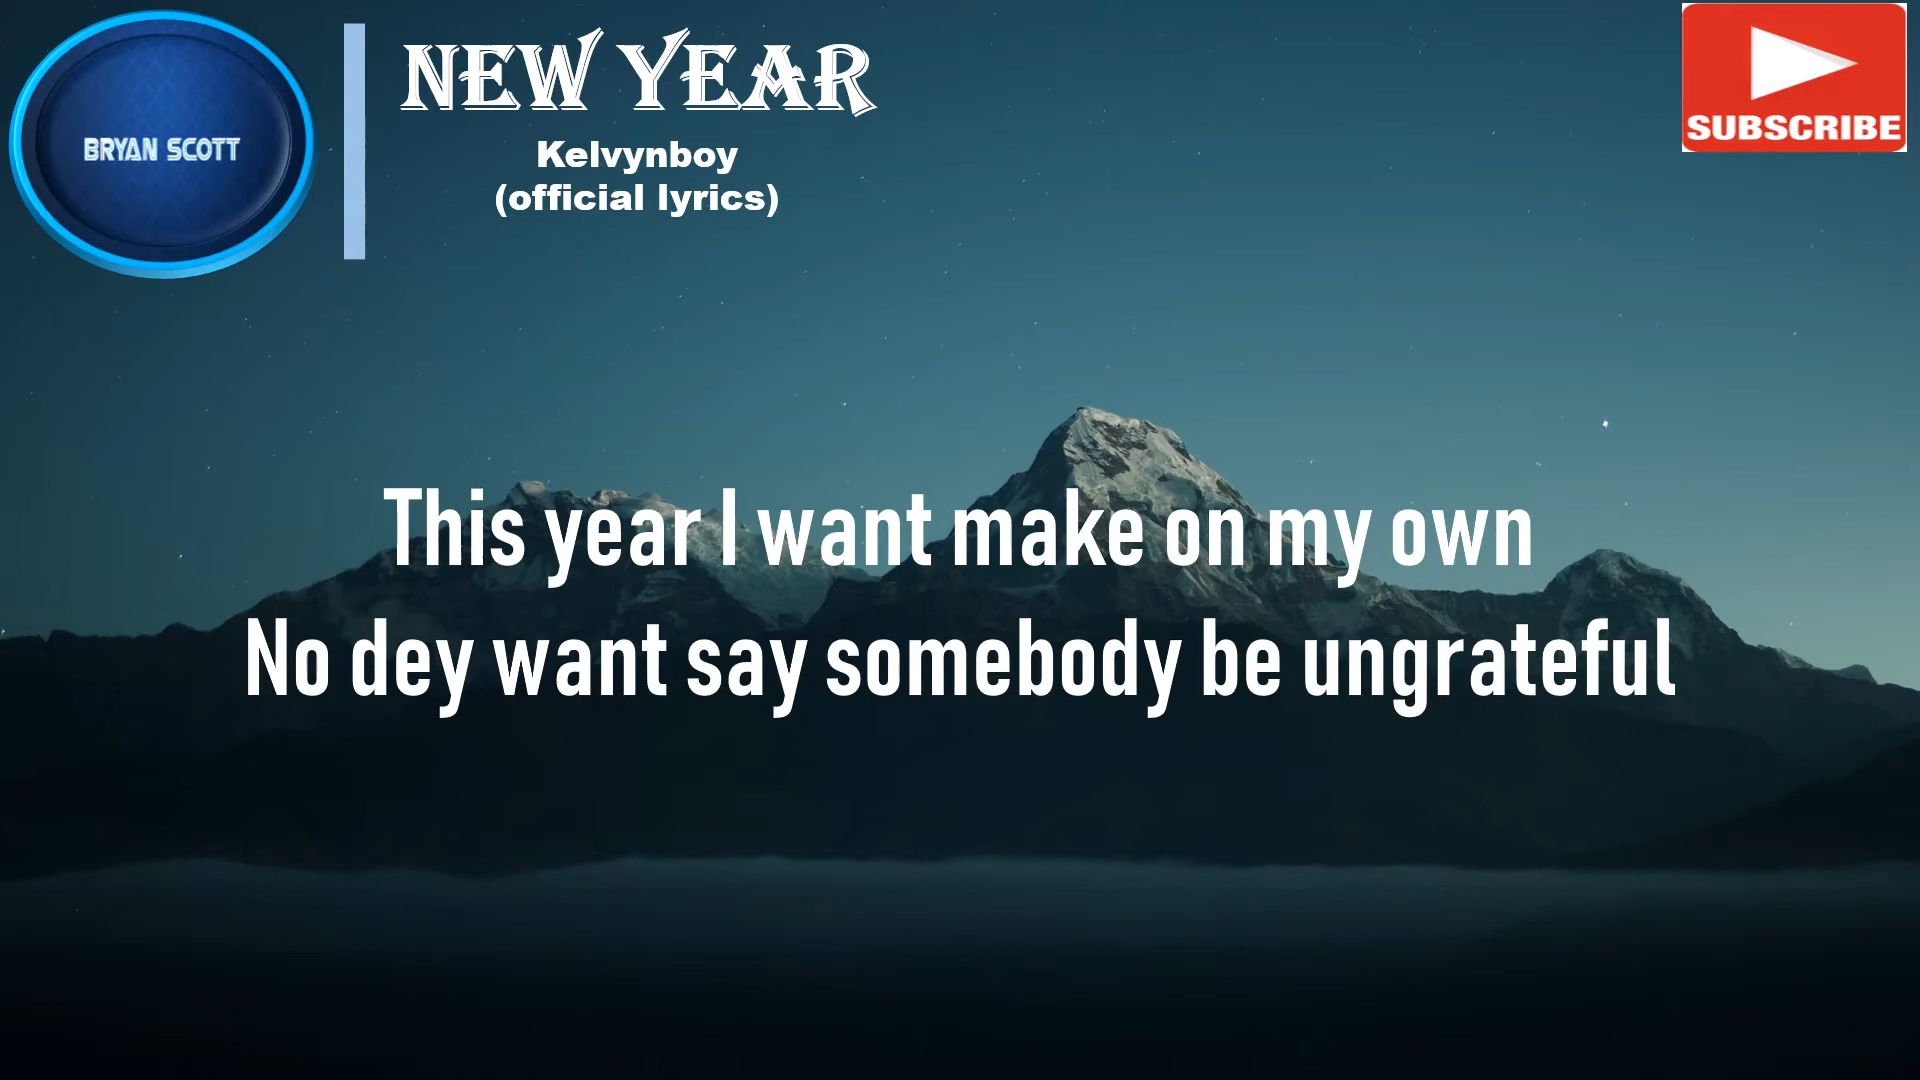 BRYAN SCOTT
NEW YEAR
Kelvynboy
(official lyrics)
SUBSCRIBE
This year I want make on my own
No dey want say somebody be ungrateful